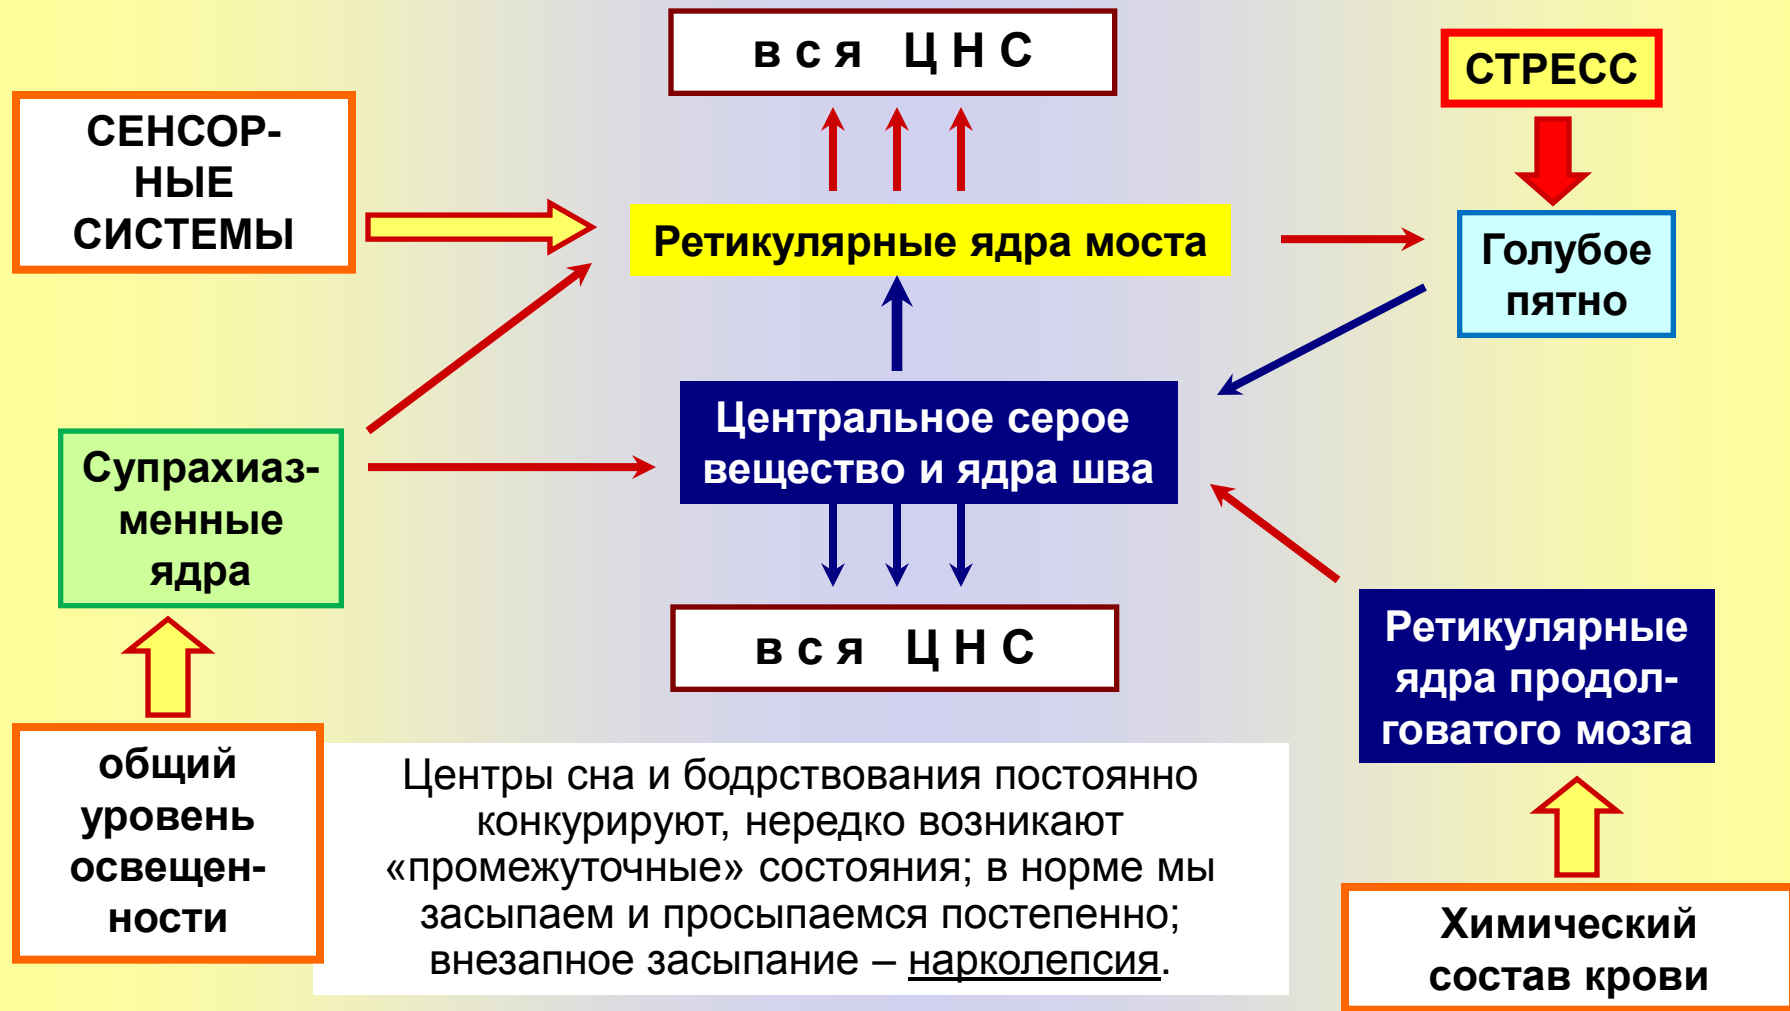 вся ЦНС
СТРЕСС
СЕНСОР-
НЫЕ
СИСТЕМЫ
Ретикулярные ядра моста
Голубое
пятно
Центральное серое
вещество и ядра шва
Супрахиаз-
менные
ядра
вся ЦНС
Ретикулярные
ядра продол-
говатого мозга
общий
уровень
освещен-
ности
Центры сна и бодрствования постоянно
конкурируют, нередко возникают
«промежуточные» состояния; в норме мы
засыпаем и просыпаемся постепенно;
внезапное засыпание – нарколепсия.
Химический
состав крови